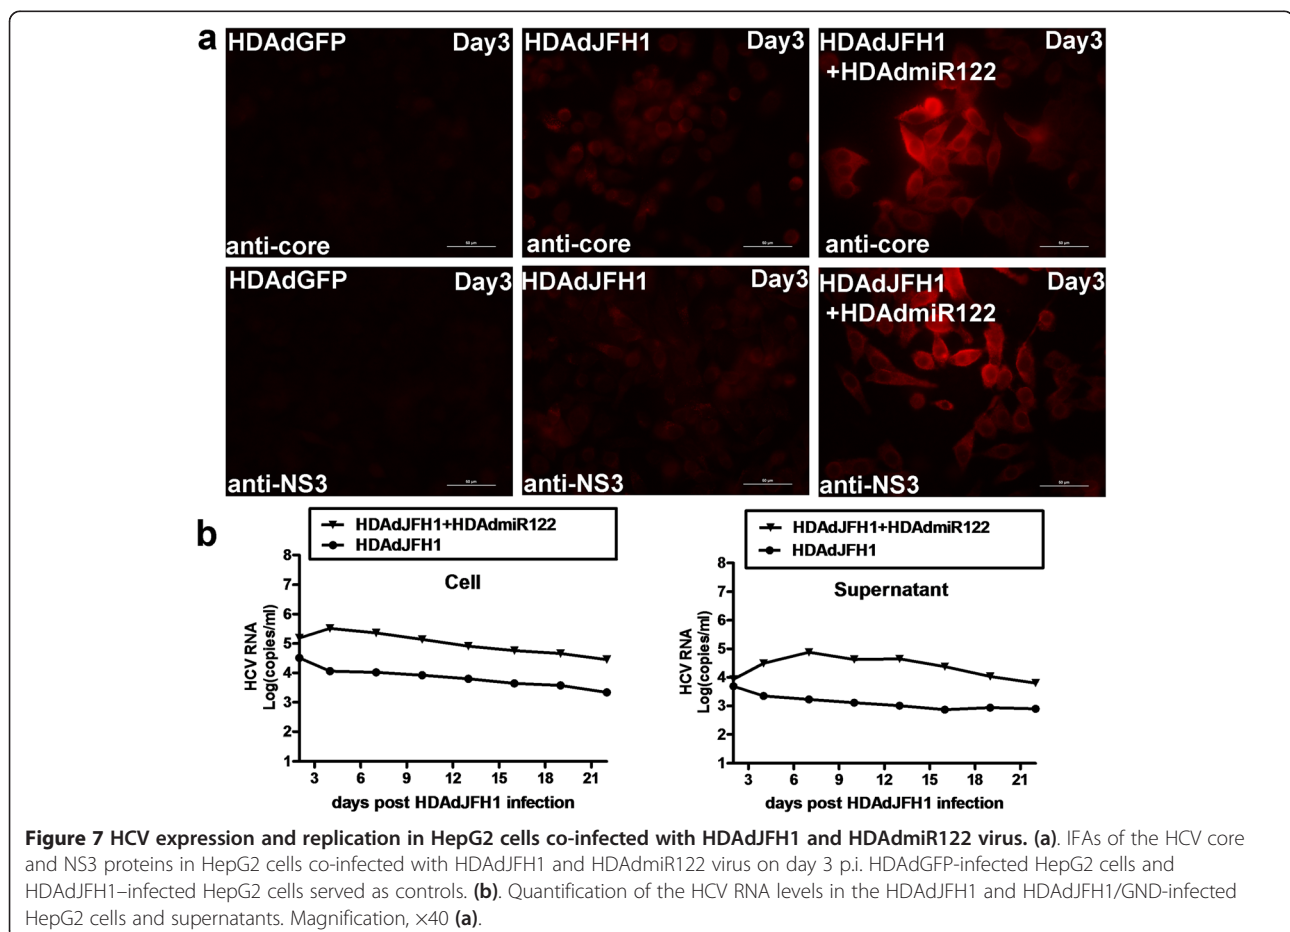 a
HDAdGFP Day3
anti-core
HDAdJFH1 Day3
anti-core
HDAdJFH1 Day3
+HDAdmiR122
anti-core
HDAdGFP Day3
anti-NS3
HDAdJFH1 Day3
anti-NS3
HDAdJFH1 Day3
+HDAdmiR122
anti-NS3
b
HDAdJFH1+HDAdmiR122
HDAdJFH1
Cell
HCV RNA
Log(copies/ml)
8
7
6
5
4
3
2
1
3 6 9 12 15 18 21
days post HDAdJFH1 infection
HDAdJFH1+HDAdmiR122
HDAdJFH1
Supernatant
HCV RNA
Log(copies/ml)
8
7
6
5
4
3
2
1
3 6 9 12 15 18 21
days post HDAdJFH1 infection
Figure 7 HCV expression and replication in HepG2 cells co-infected with HDAdJFH1 and HDAdmiR122 virus. (a). IFAs of the HCV core
and NS3 proteins in HepG2 cells co-infected with HDAdJFH1 and HDAdmiR122 virus on day 3 p.i. HDAdGFP-infected HepG2 cells and
HDAdJFH1–infected HepG2 cells served as controls. (b). Quantification of the HCV RNA levels in the HDAdJFH1 and HDAdJFH1/GND-infected
HepG2 cells and supernatants. Magnification, ×40 (a).